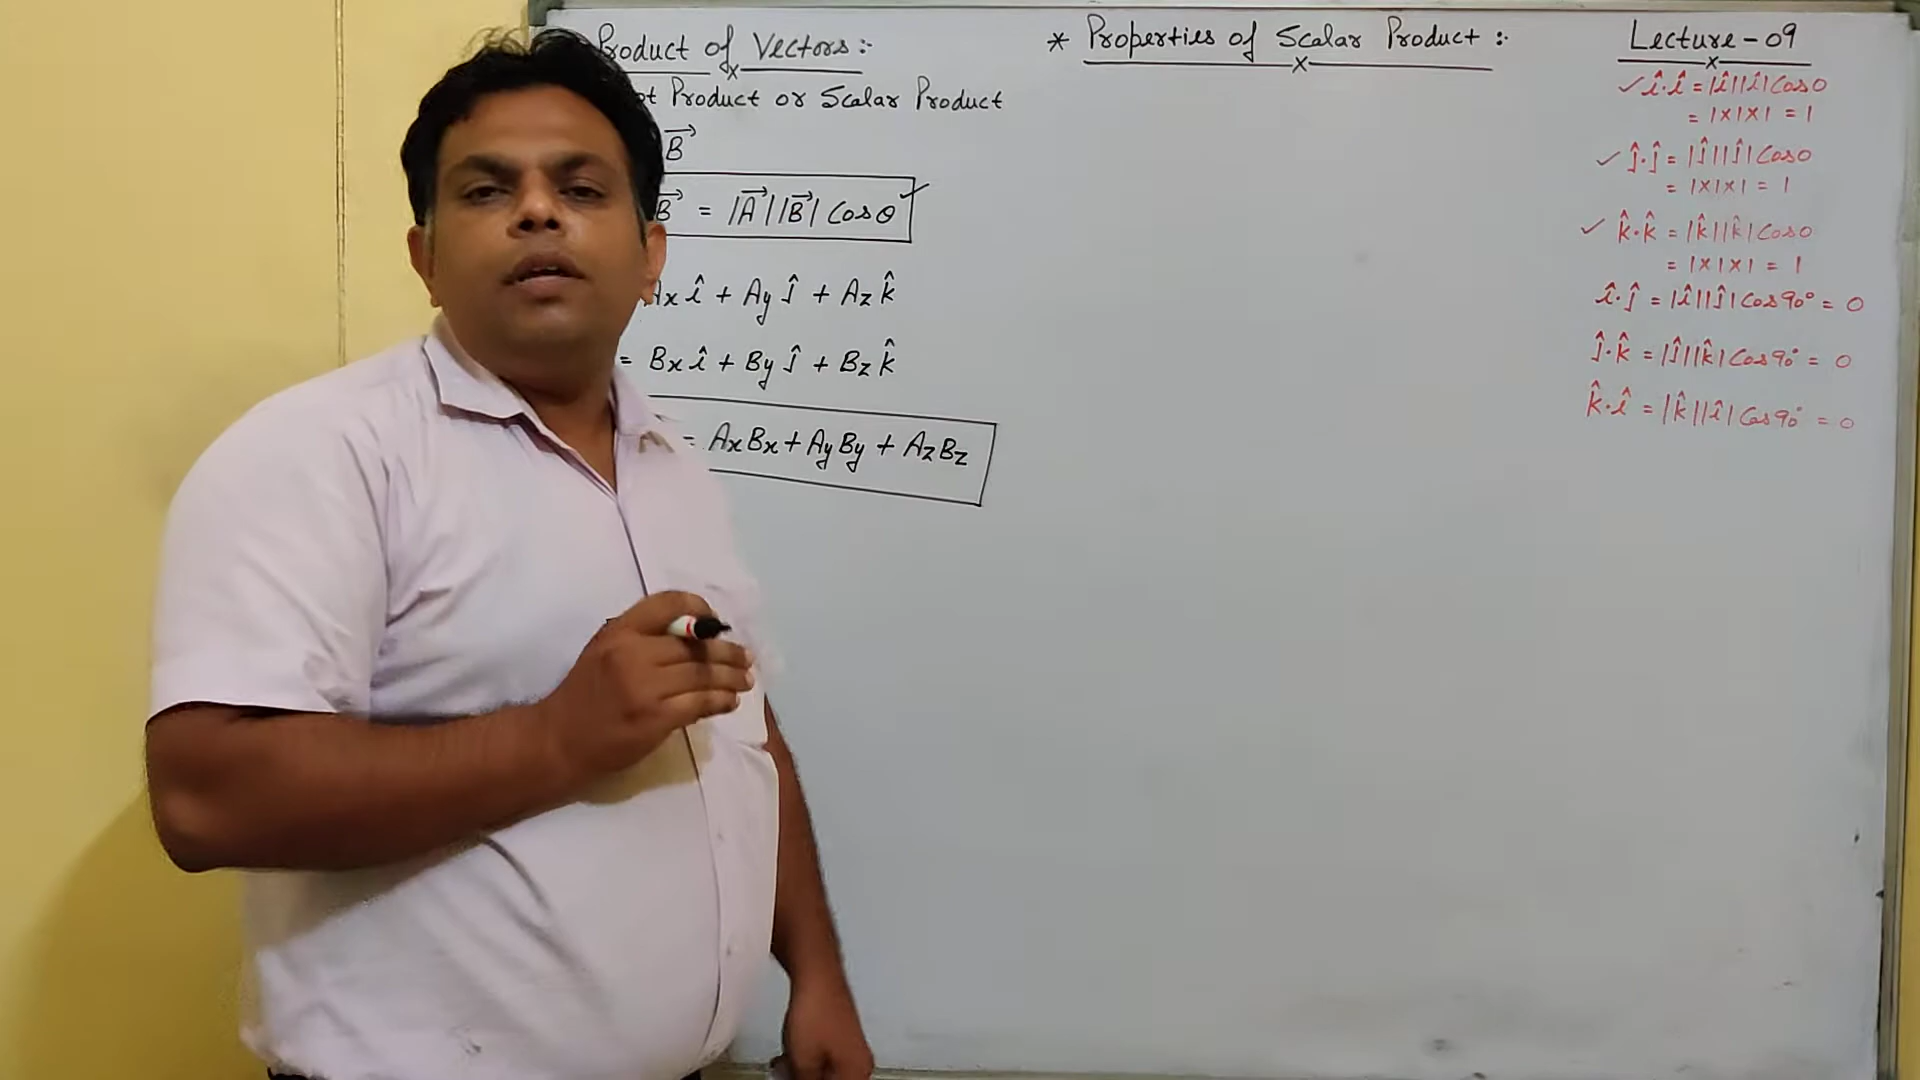 Product of Vectors :-
ot Product or Scalar Product
B⃗
B⃗ = |A⃗||B⃗| Cosθ
Ax î + Ay ĵ + Az k̂
= Bx î + By ĵ + Bz k̂
= AxBx + AyBy + AzBz
* Properties of Scalar Product :-
Lecture-09
✓ î·î = |î||î|Cos0
= 1×1×1 = 1
✓ ĵ·ĵ = |ĵ||ĵ|Cos0
= 1×1×1 = 1
✓ k̂·k̂ = |k̂||k̂|Cos0
= 1×1×1 = 1
î·ĵ = |î||ĵ|Cos90° = 0
ĵ·k̂ = |ĵ||k̂|Cos90° = 0
k̂·î = |k̂||î|Cos90° = 0